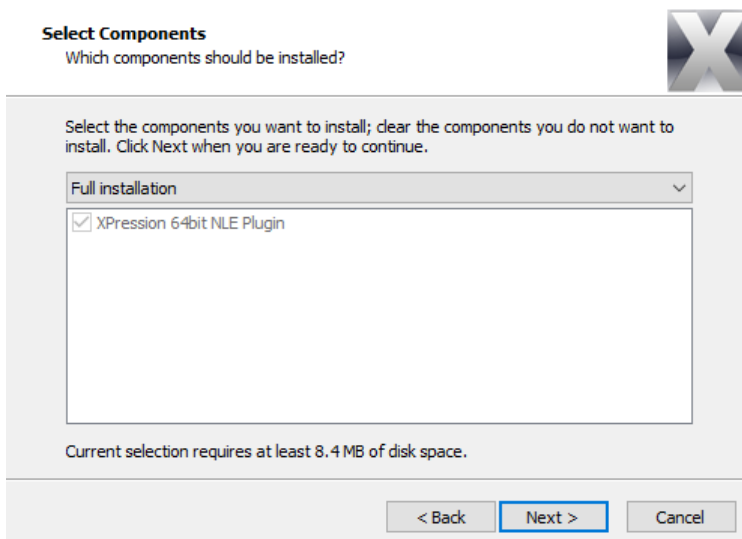 Select Components
Which components should be installed?
Select the components you want to install; clear the components you do not want to
install. Click Next when you are ready to continue.
Full installation
XPression 64bit NLE Plugin
Current selection requires at least 8.4 MB of disk space.
< Back
Next >
Cancel